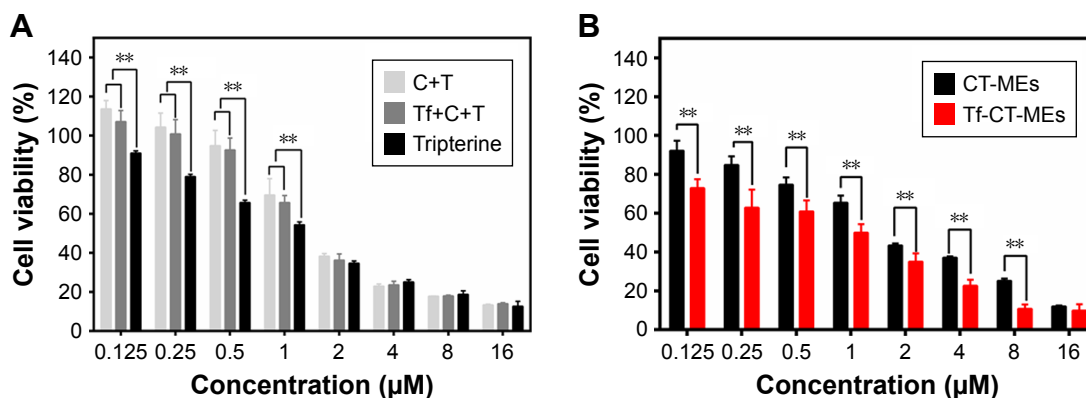 A
Cell viability (%)
140
120
100
80
60
40
20
0
** ** ** **
C+T
Tf+C+T
Tripterine
0.125 0.25 0.5 1 2 4 8 16
Concentration (µM)
B
Cell viability (%)
140
120
100
80
60
40
20
0
** ** ** ** ** ** **
CT-MEs
Tf-CT-MEs
0.125 0.25 0.5 1 2 4 8 16
Concentration (µM)